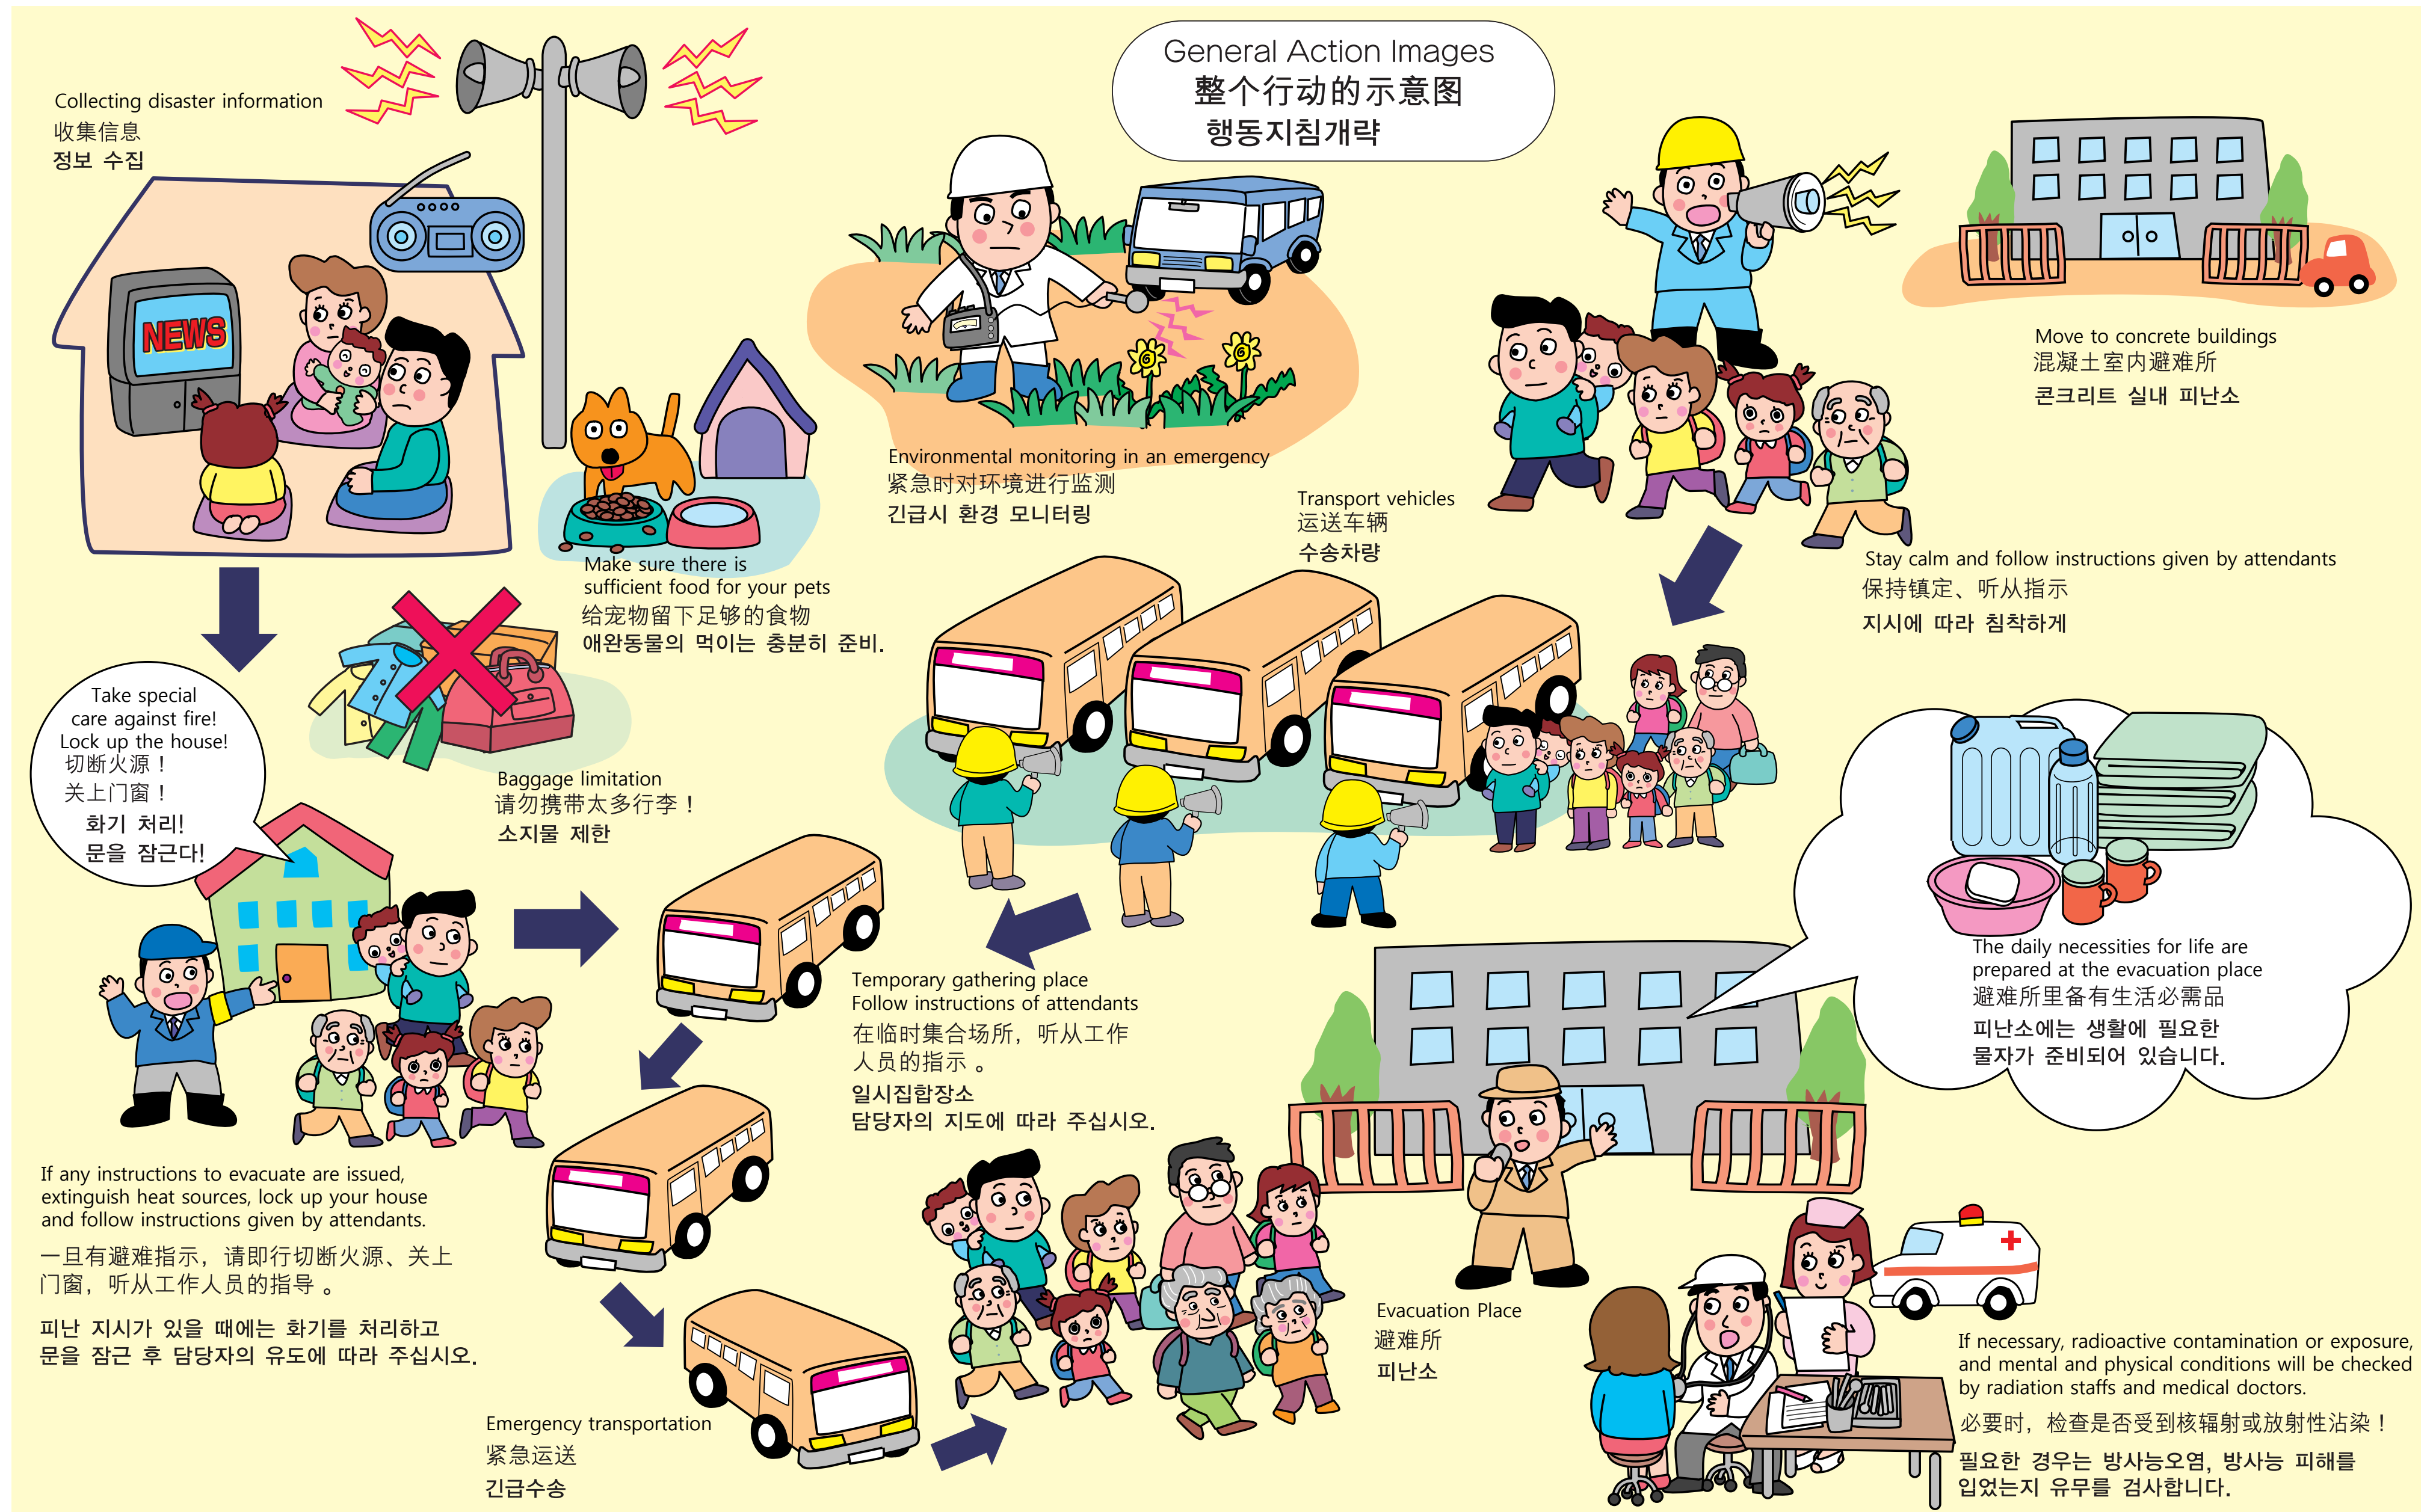 General Action Images
整个行动的示意图
행동지침개략
Collecting disaster information
收集信息
정보 수집
NEWS
Make sure there is
sufficient food for your pets
给宠物留下足够的食物
애완동물의 먹이는 충분히 준비.
Environmental monitoring in an emergency
紧急时对环境进行监测
긴급시 환경 모니터링
Move to concrete buildings
混凝土室内避难所
콘크리트 실내 피난소
Stay calm and follow instructions given by attendants
保持镇定、听从指示
지시에 따라 침착하게
Transport vehicles
运送车辆
수송차량
Take special
care against fire!
Lock up the house!
切断火源！
关上门窗！
화기 처리!
문을 잠근다!
Baggage limitation
请勿携带太多行李！
소지물 제한
If any instructions to evacuate are issued,
extinguish heat sources, lock up your house
and follow instructions given by attendants.
一旦有避难指示，请即行切断火源、关上
门窗，听从工作人员的指导 。
피난 지시가 있을 때에는 화기를 처리하고
문을 잠근 후 담당자의 유도에 따라 주십시오.
Temporary gathering place
Follow instructions of attendants
在临时集合场所，听从工作
人员的指示 。
일시집합장소
담당자의 지도에 따라 주십시오.
Emergency transportation
紧急运送
긴급수송
The daily necessities for life are
prepared at the evacuation place
避难所里备有生活必需品
피난소에는 생활에 필요한
물자가 준비되어 있습니다.
Evacuation Place
避难所
피난소
If necessary, radioactive contamination or exposure,
and mental and physical conditions will be checked
by radiation staffs and medical doctors.
必要时，检查是否受到核辐射或放射性沾染！
필요한 경우는 방사능오염, 방사능 피해를
입었는지 유무를 검사합니다.